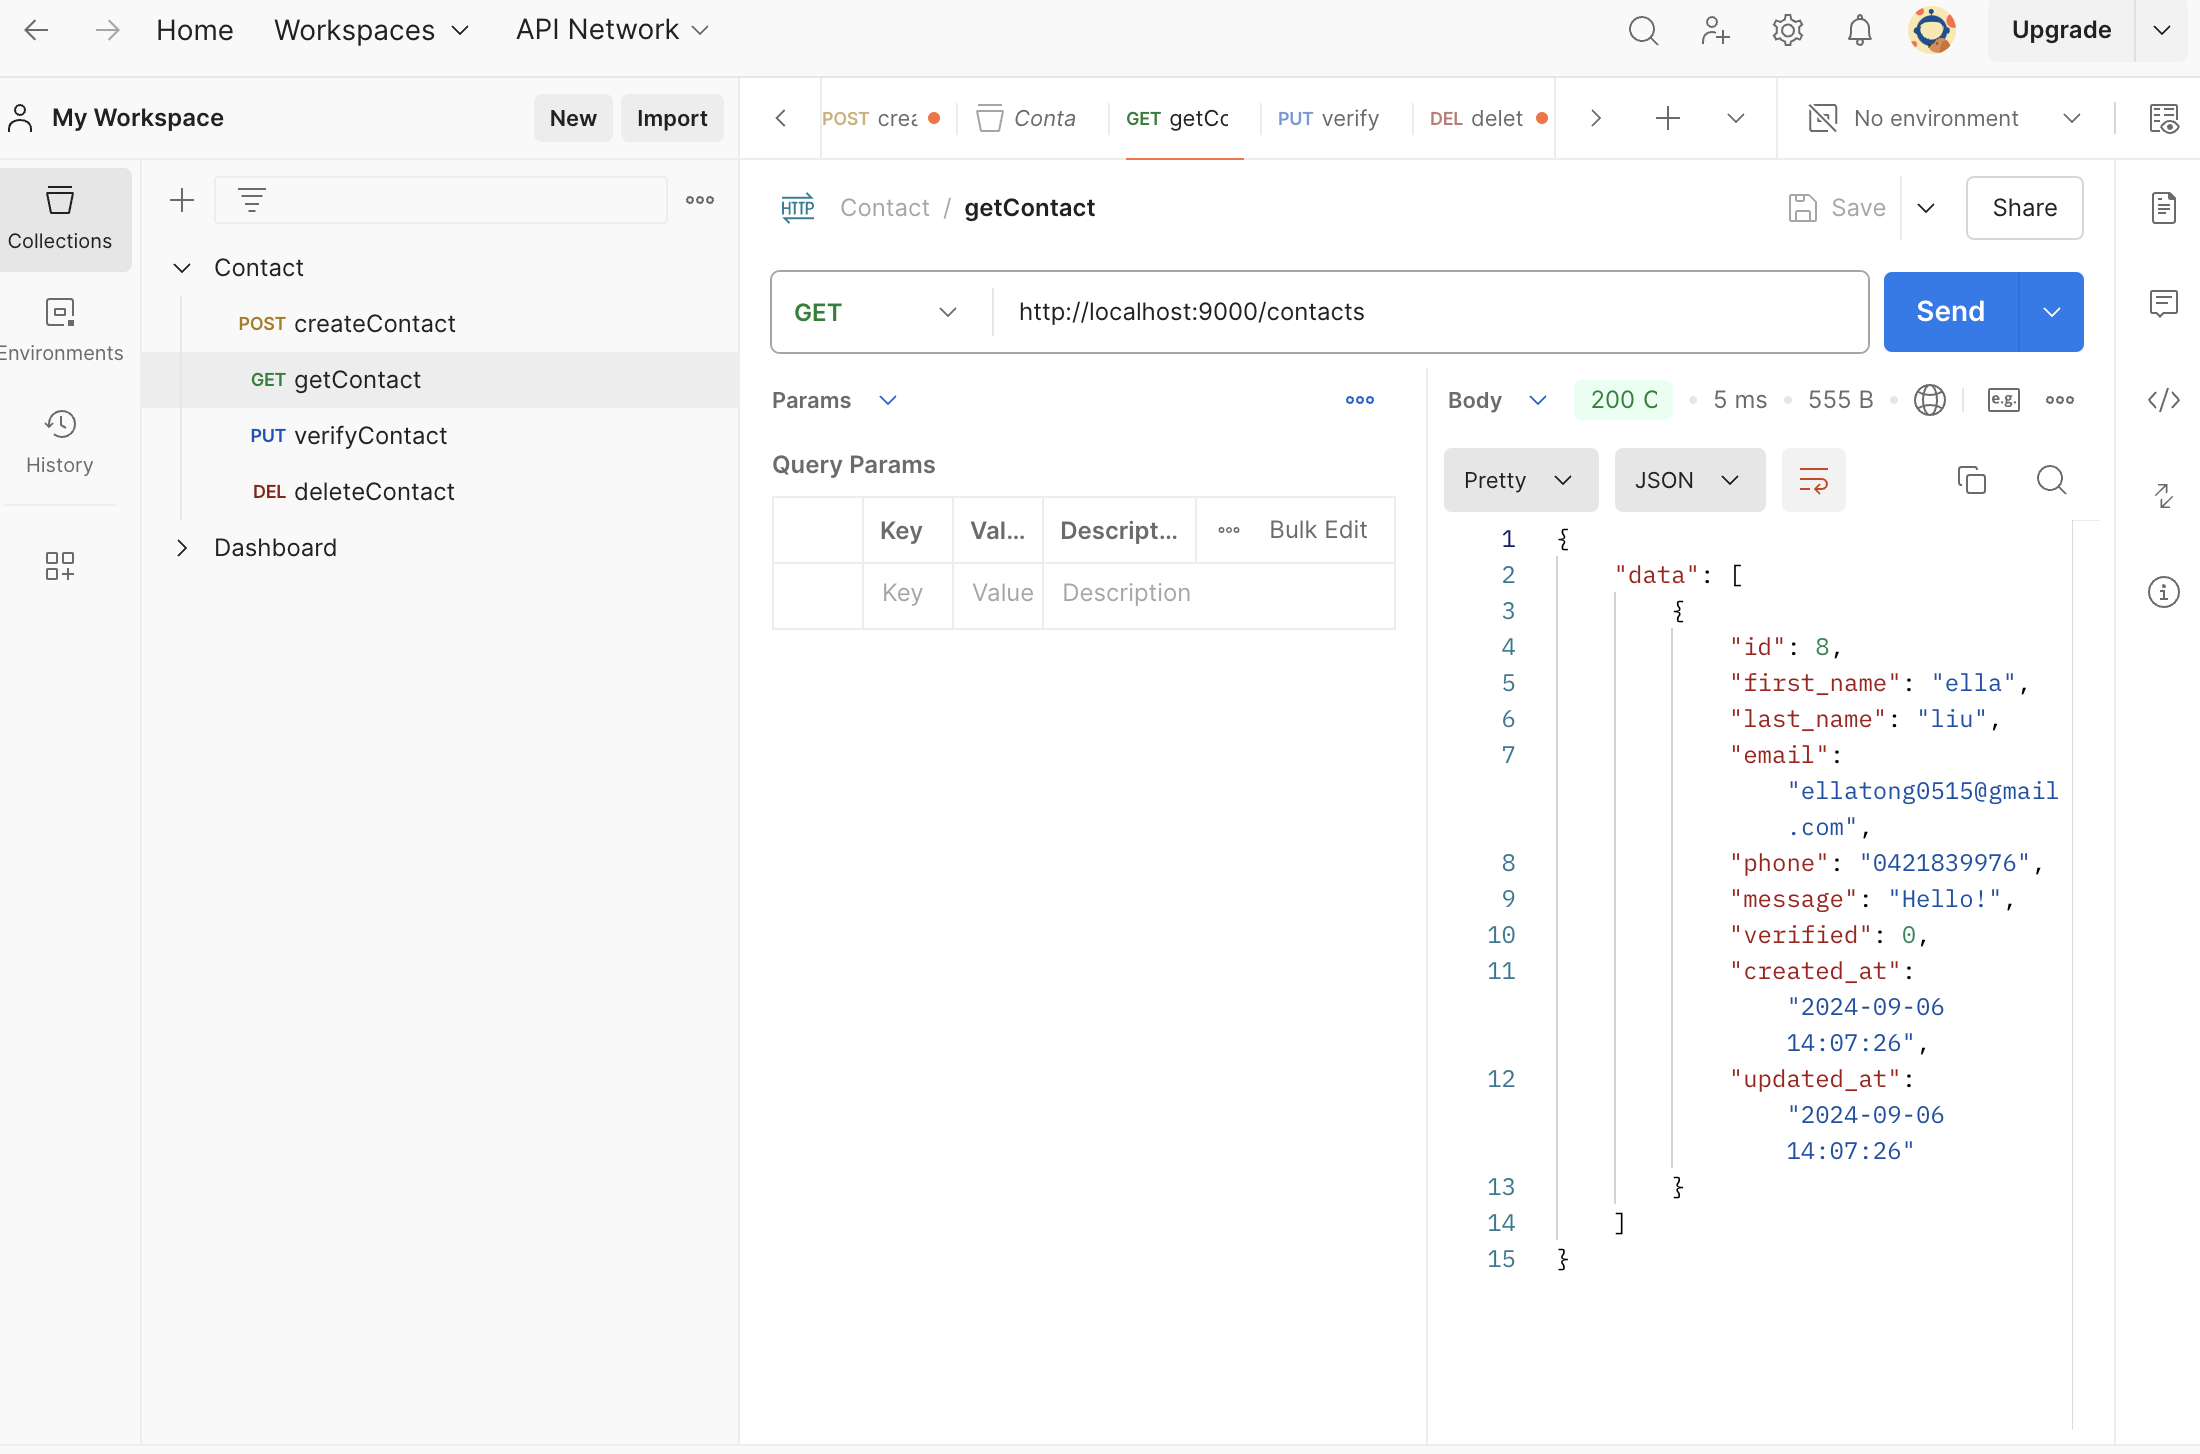 Home Workspaces API Network Upgrade
My Workspace New Import
POST crea Conta GET getCo PUT verify DEL delet No environment
Collections
Environments
History
Contact
POST createContact
GET getContact
PUT verifyContact
DEL deleteContact
Dashboard
HTTP Contact / getContact Save Share
GET http://localhost:9000/contacts Send
Params
Query Params
Key Val... Descript... Bulk Edit
Key Value Description
Body 200 O 5 ms 555 B e.g.
Pretty JSON
1 {
2 "data": [
3 {
4 "id": 8,
5 "first_name": "ella",
6 "last_name": "liu",
7 "email":
"ellatong0515@gmail
.com",
8 "phone": "0421839976",
9 "message": "Hello!",
10 "verified": 0,
11 "created_at":
"2024-09-06
14:07:26",
12 "updated_at":
"2024-09-06
14:07:26"
13 }
14 ]
15 }